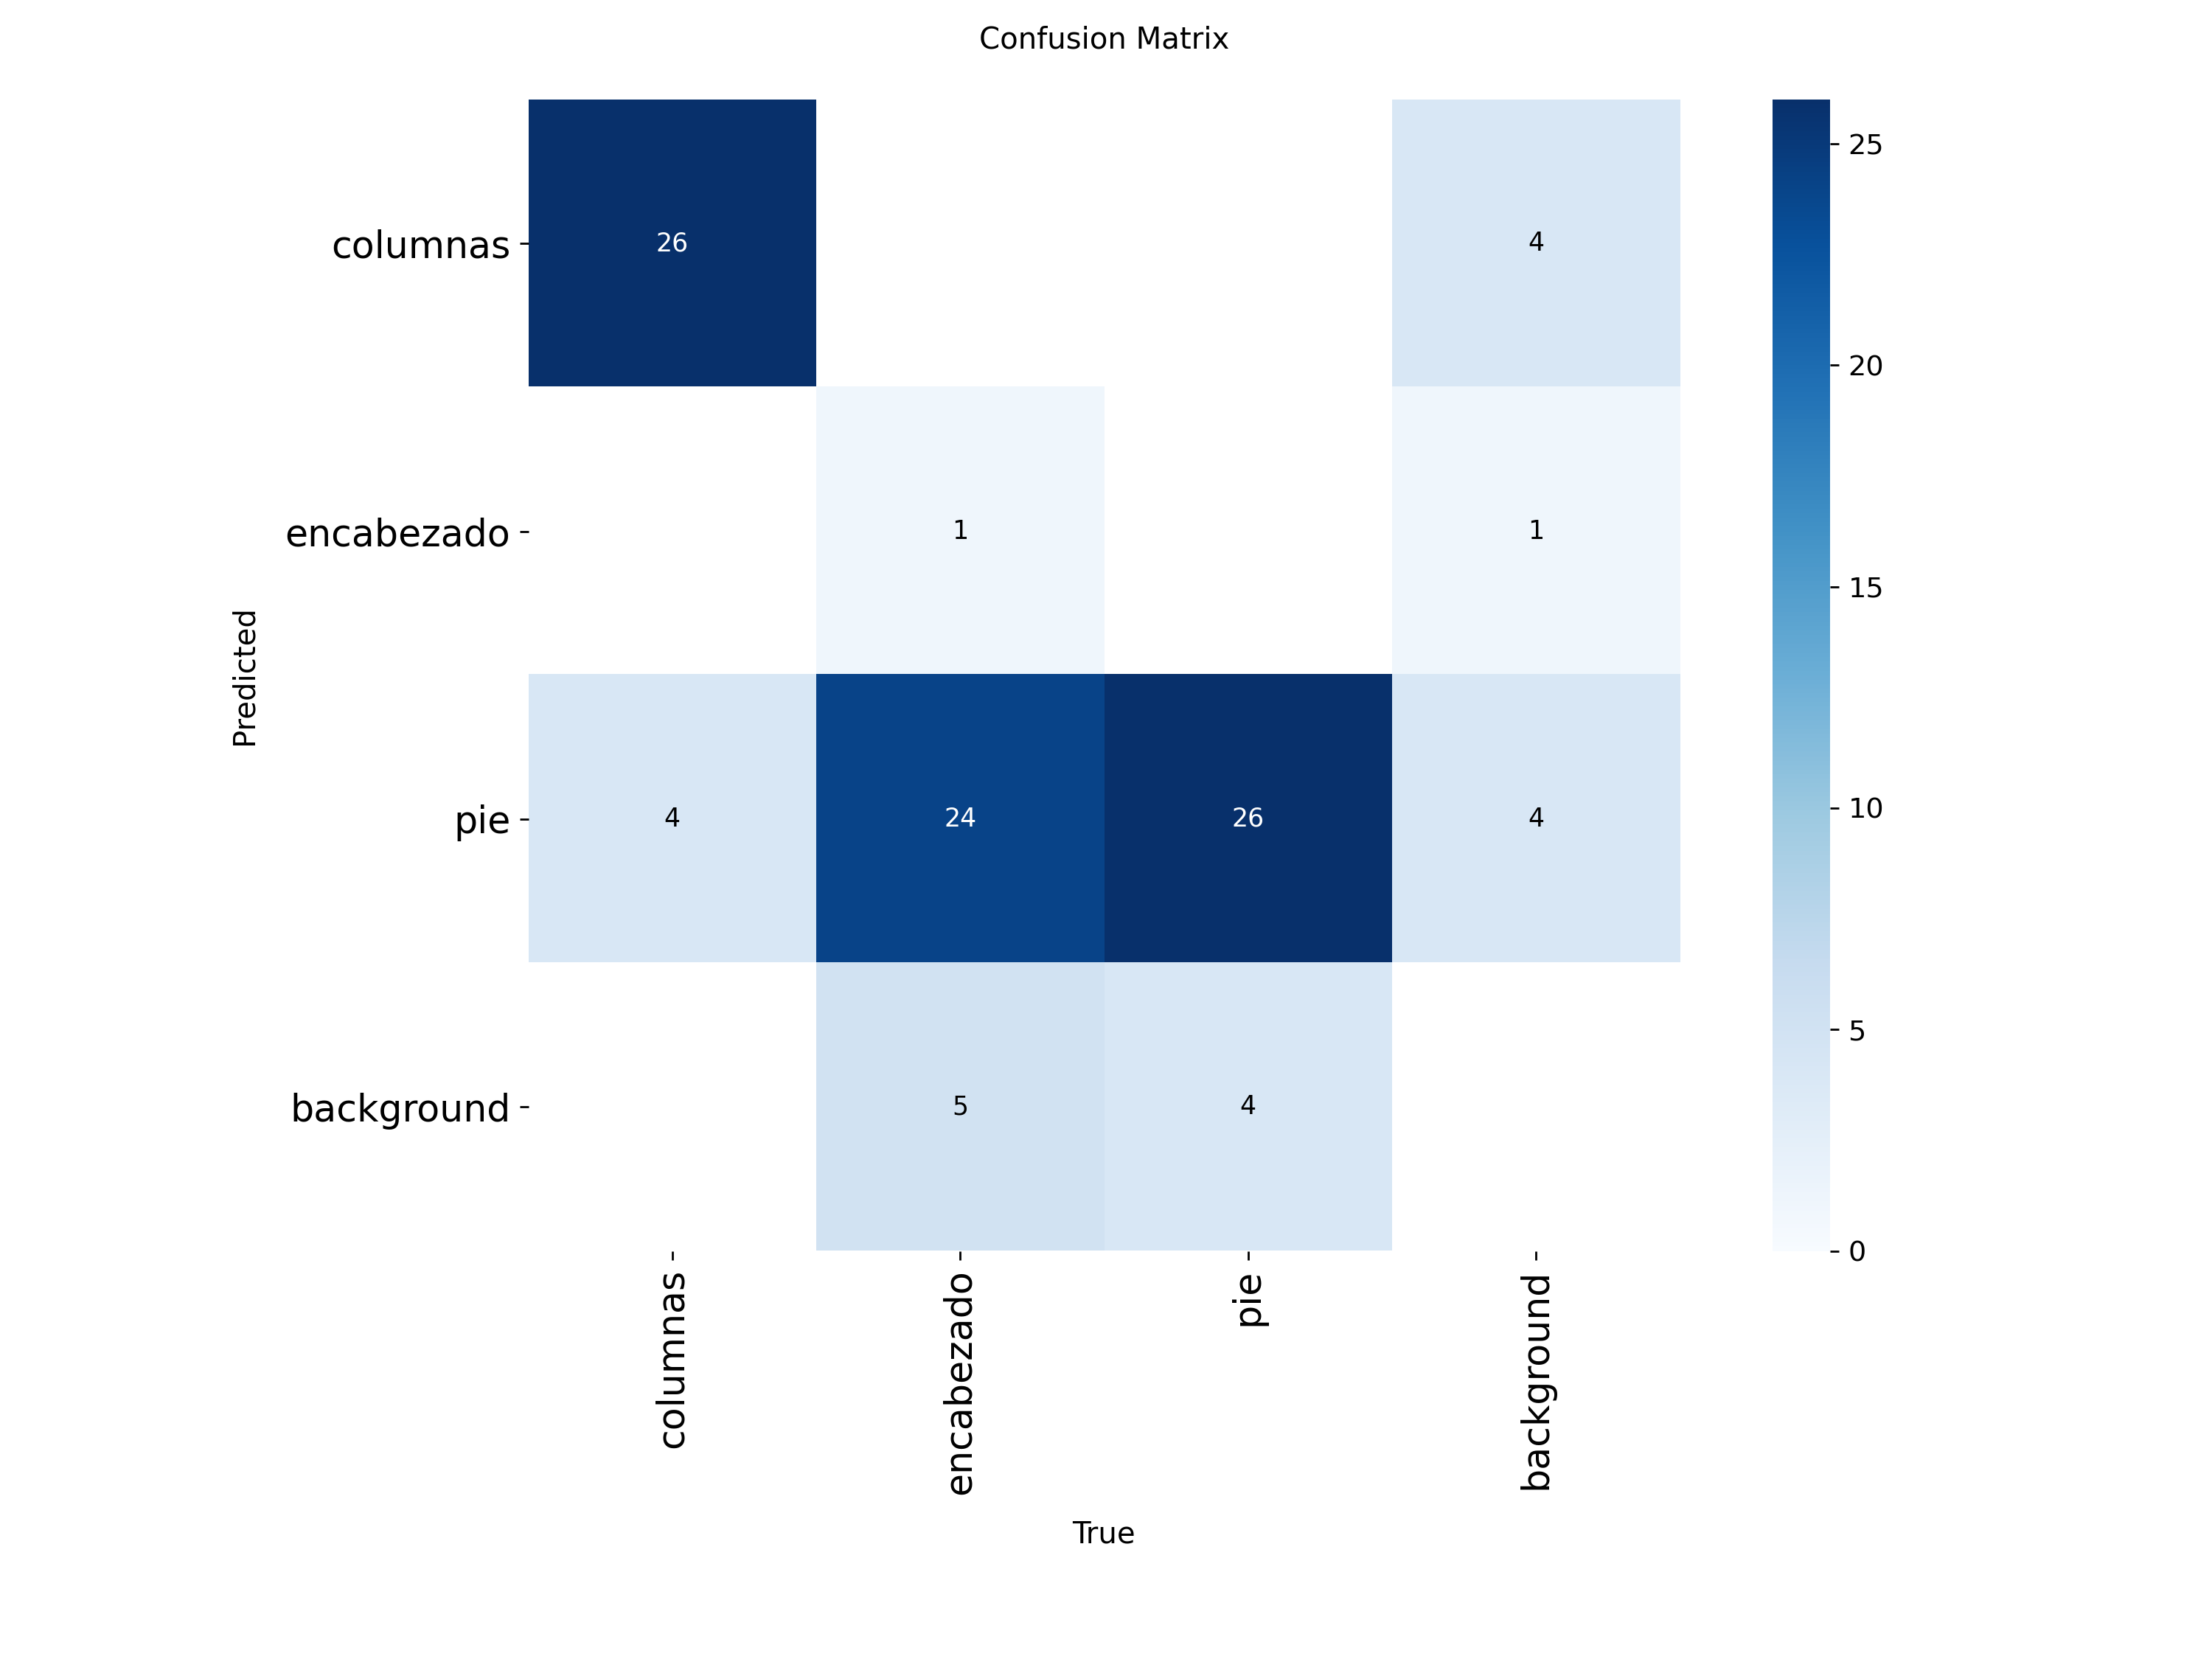 Confusion Matrix
columnas
26
4
25
20
encabezado
1
1
15
Predicted
pie
4
24
26
4
10
background
5
4
5
0
columnas
encabezado
pie
background
True